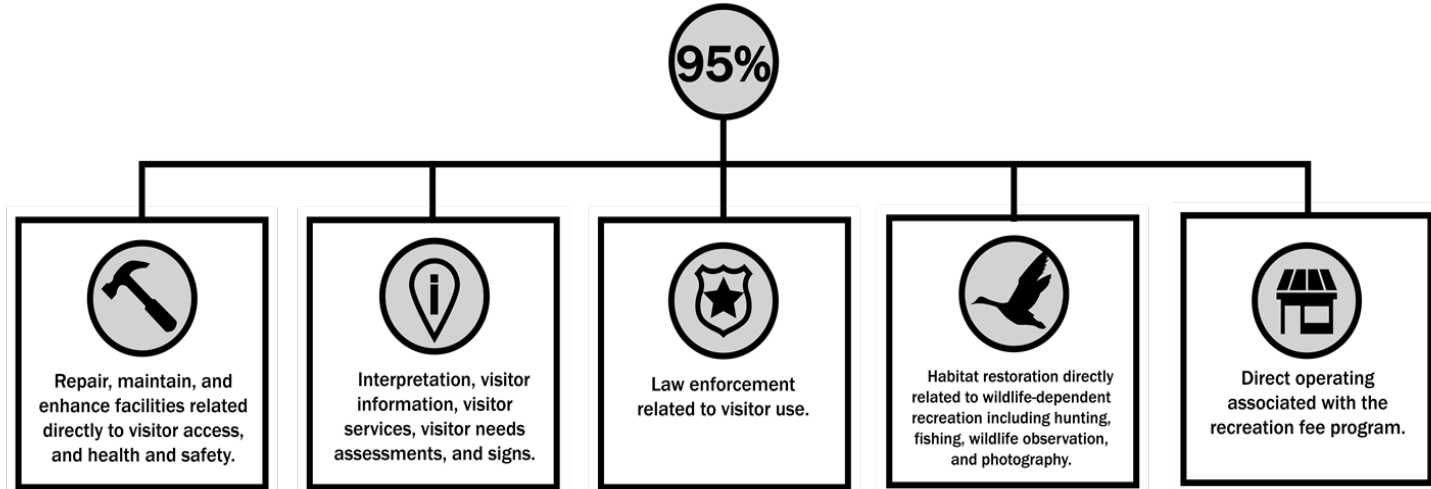 95%
Repair, maintain, and
enhance facilities related
directly to visitor access,
and health and safety.
i
Interpretation, visitor
information, visitor
services, visitor needs
assessments, and signs.
Law enforcement
related to visitor use.
Habitat restoration directly
related to wildlife-dependent
recreation including hunting,
fishing, wildlife observation,
and photography.
Direct operating
associated with the
recreation fee program.